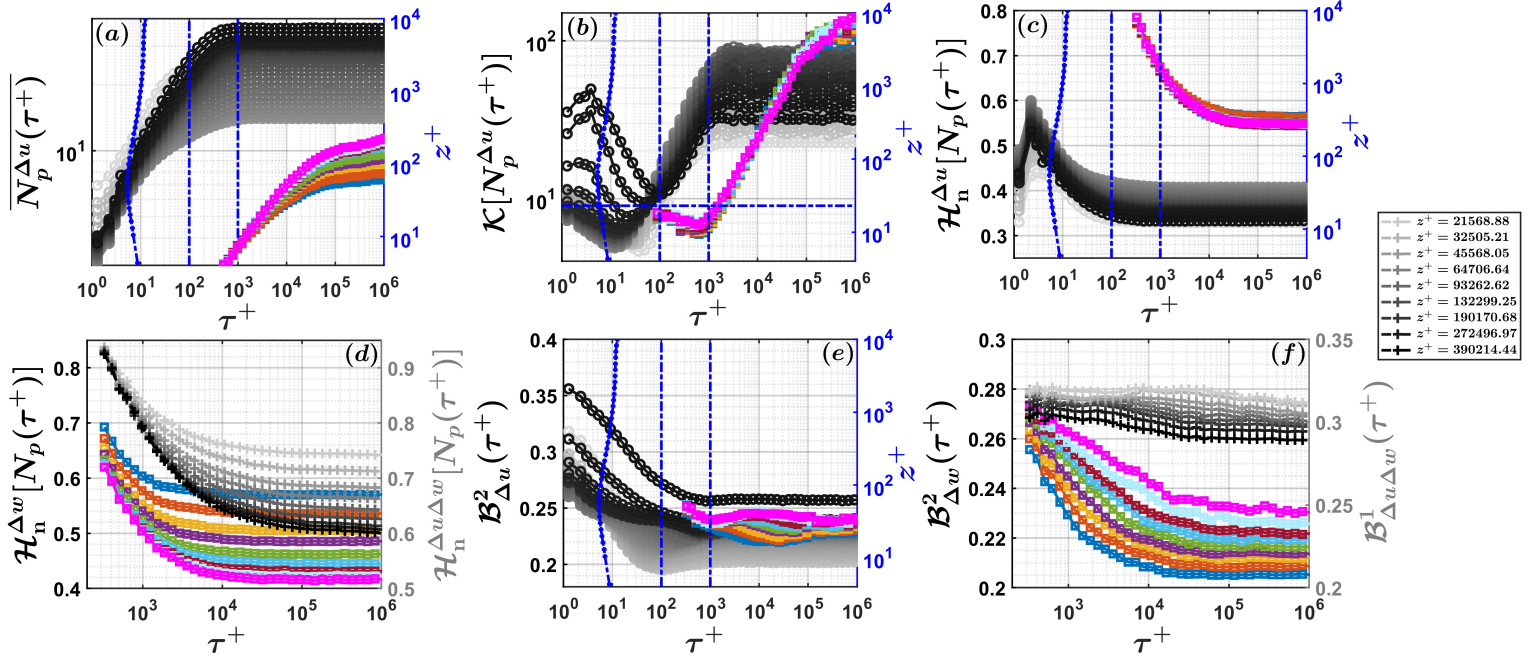 (a)
$\overline{N_p^{\Delta u}(\tau^+)}$
10^1
10^0 10^1 10^2 10^3 10^4 10^5 10^6
τ^+
10^4
10^3
10^2
10^1
z^+
(b)
𝒦[N_p^{Δu}(τ^+)]
10^2
10^1
10^0 10^1 10^2 10^3 10^4 10^5 10^6
τ^+
10^4
10^3
10^2
10^1
z^+
(c)
ℋ_n^{Δu}[N_p(τ^+)]
0.8
0.7
0.6
0.5
0.4
0.3
10^0 10^1 10^2 10^3 10^4 10^5 10^6
τ^+
10^4
10^3
10^2
10^1
z^+
z^+ = 21568.88
z^+ = 32505.21
z^+ = 45568.05
z^+ = 64706.64
z^+ = 93262.62
z^+ = 132299.25
z^+ = 190170.68
z^+ = 272496.97
z^+ = 390214.44
(d)
ℋ_n^{Δw}[N_p(τ^+)]
0.8
0.7
0.6
0.5
0.4
10^3 10^4 10^5 10^6
τ^+
0.9
0.8
0.7
0.6
0.5
ℋ_n^{ΔuΔw}[N_p(τ^+)]
(e)
ℬ_{Δu}^2(τ^+)
0.4
0.35
0.3
0.25
0.2
10^0 10^1 10^2 10^3 10^4 10^5 10^6
τ^+
10^4
10^3
10^2
10^1
z^+
(f)
ℬ_{Δw}^2(τ^+)
0.3
0.28
0.26
0.24
0.22
0.2
10^3 10^4 10^5 10^6
τ^+
0.35
0.3
0.25
0.2
ℬ_{ΔuΔw}^1(τ^+)